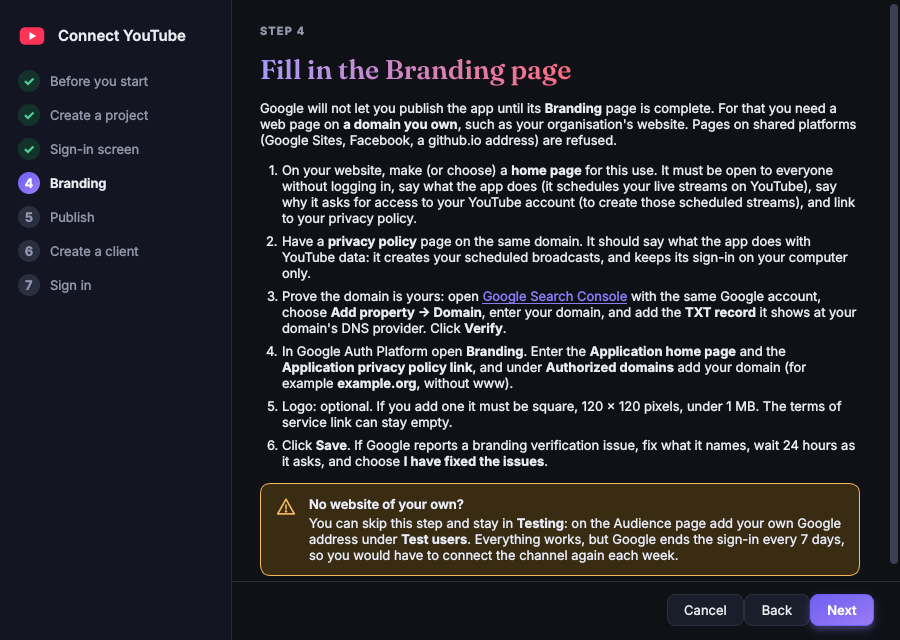 Connect YouTube
Before you start
Create a project
Sign-in screen
4 Branding
5 Publish
6 Create a client
7 Sign in
STEP 4
Fill in the Branding page
Google will not let you publish the app until its Branding page is complete. For that you need a
web page on a domain you own, such as your organisation's website. Pages on shared platforms
(Google Sites, Facebook, a github.io address) are refused.
1. On your website, make (or choose) a home page for this use. It must be open to everyone
without logging in, say what the app does (it schedules your live streams on YouTube), say
why it asks for access to your YouTube account (to create those scheduled streams), and link
to your privacy policy.
2. Have a privacy policy page on the same domain. It should say what the app does with
YouTube data: it creates your scheduled broadcasts, and keeps its sign-in on your computer
only.
3. Prove the domain is yours: open Google Search Console with the same Google account,
choose Add property → Domain, enter your domain, and add the TXT record it shows at your
domain's DNS provider. Click Verify.
4. In Google Auth Platform open Branding. Enter the Application home page and the
Application privacy policy link, and under Authorized domains add your domain (for
example example.org, without www).
5. Logo: optional. If you add one it must be square, 120 × 120 pixels, under 1 MB. The terms of
service link can stay empty.
6. Click Save. If Google reports a branding verification issue, fix what it names, wait 24 hours as
it asks, and choose I have fixed the issues.
No website of your own?
You can skip this step and stay in Testing: on the Audience page add your own Google
address under Test users. Everything works, but Google ends the sign-in every 7 days,
so you would have to connect the channel again each week.
Cancel
Back
Next